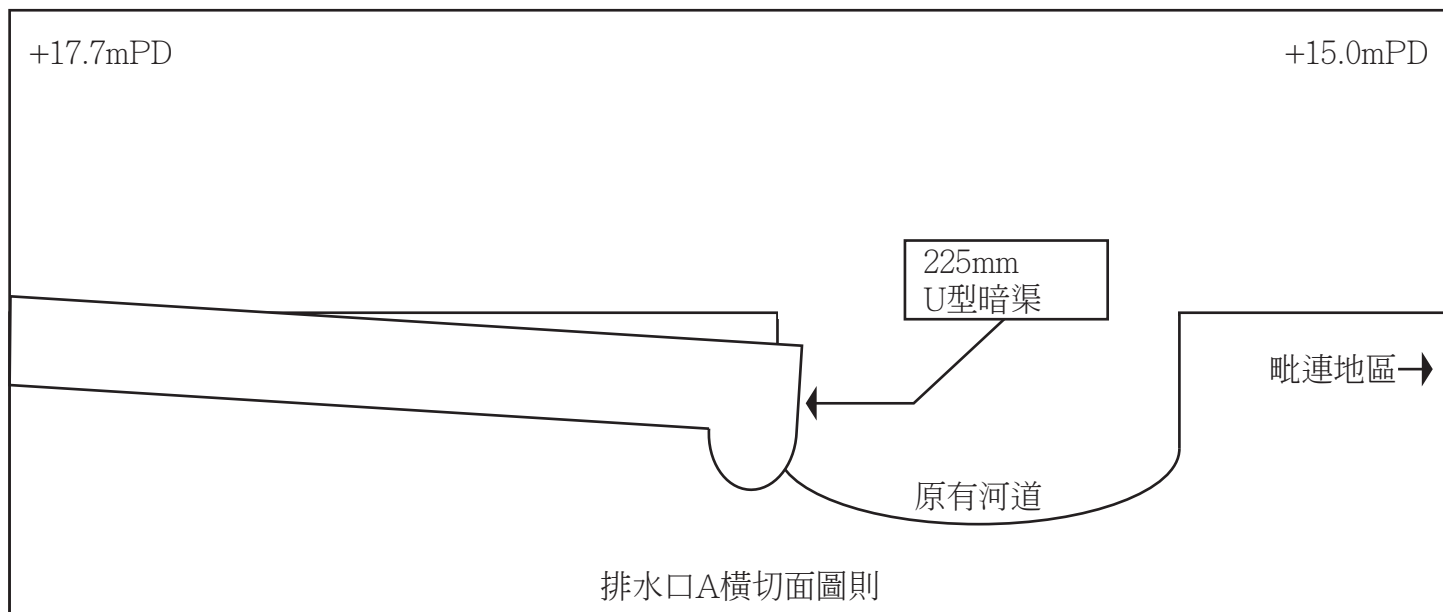 +17.7mPD
+15.0mPD
225mm
U型暗渠
毗連地區
原有河道
排水口A橫切面圖則